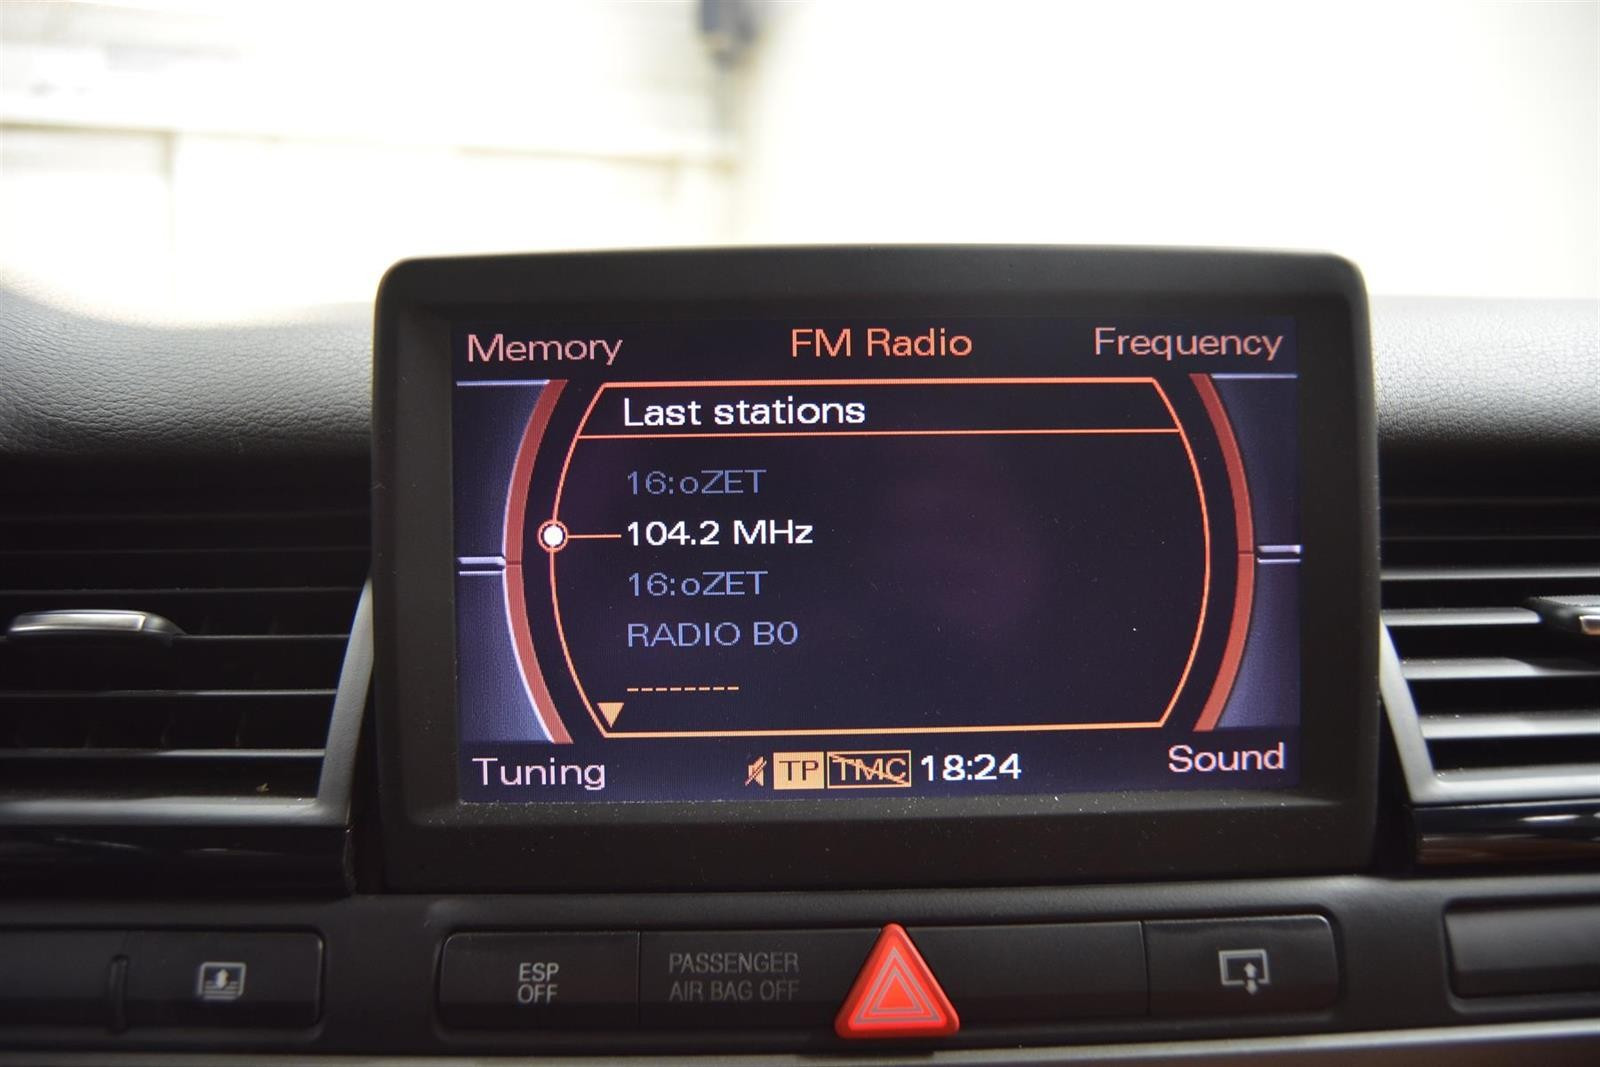 Memory FM Radio Frequency
Last stations
16:oZET
104.2 MHz
16:oZET
RADIO B0
--------
Tuning TP TMC 18:24 Sound
ESP
OFF
PASSENGER
AIR BAG OFF